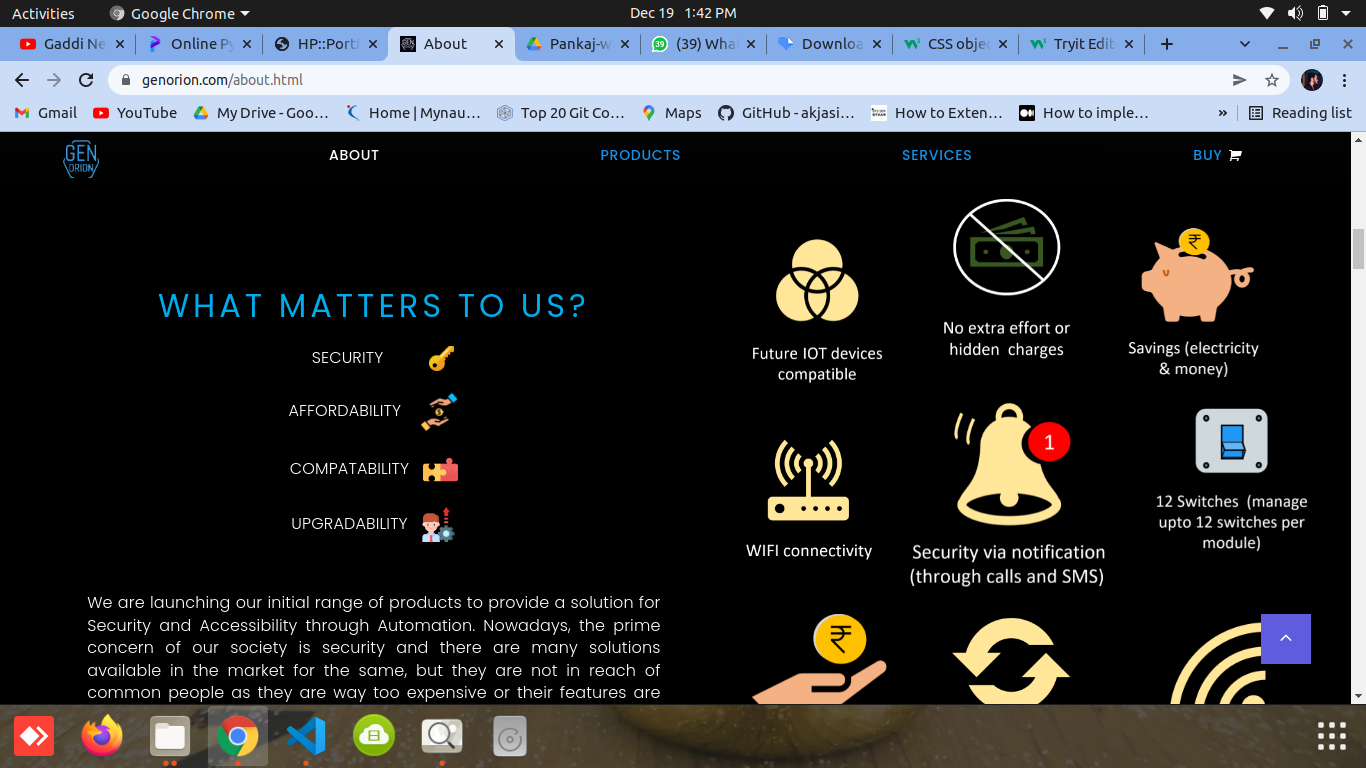 Activities
Google Chrome
Dec 19 1:42 PM
Gaddi Ne
Online Py
HP::Portf
About
Pankaj-w
39
(39) Wha
Downloa
CSS objec
Tryit Edit
genorion.com/about.html
Gmail
YouTube
My Drive - Goo…
Home | Mynau…
Top 20 Git Co…
Maps
GitHub - akjasi…
How to Exten…
How to imple…
»
Reading list
GEN
ORION
ABOUT
PRODUCTS
SERVICES
BUY
WHAT MATTERS TO US?
SECURITY
AFFORDABILITY
COMPATABILITY
UPGRADABILITY
We are launching our initial range of products to provide a solution for
Security and Accessibility through Automation. Nowadays, the prime
concern of our society is security and there are many solutions
available in the market for the same, but they are not in reach of
common people as they are way too expensive or their features are
Future IOT devices
compatible
No extra effort or
hidden charges
₹
Savings (electricity
& money)
WIFI connectivity
1
Security via notification
(through calls and SMS)
12 Switches (manage
upto 12 switches per
module)
₹